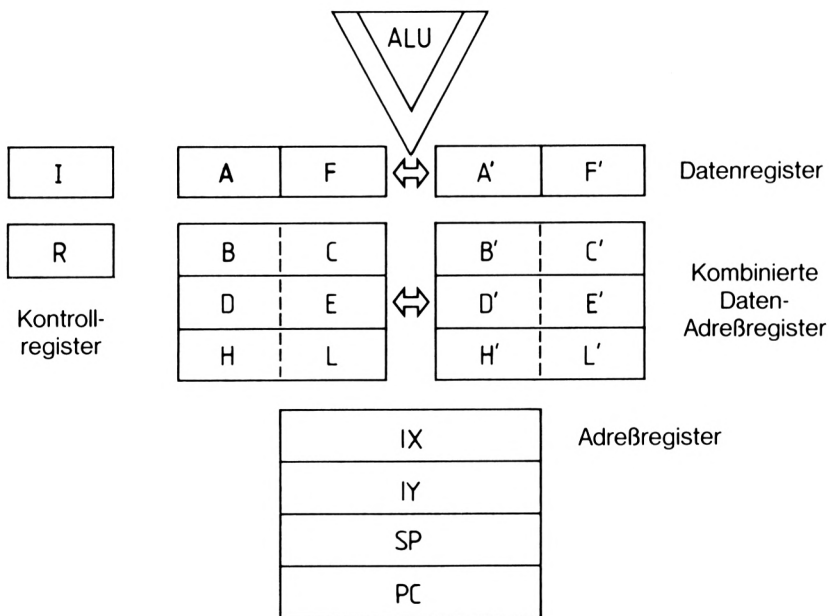 ALU
I A F A′ F′ Datenregister
R B C B′ C′
D E D′ E′
H L H′ L′
Kontroll-
register
Kombinierte
Daten-
Adreßregister
IX Adreßregister
IY
SP
PC